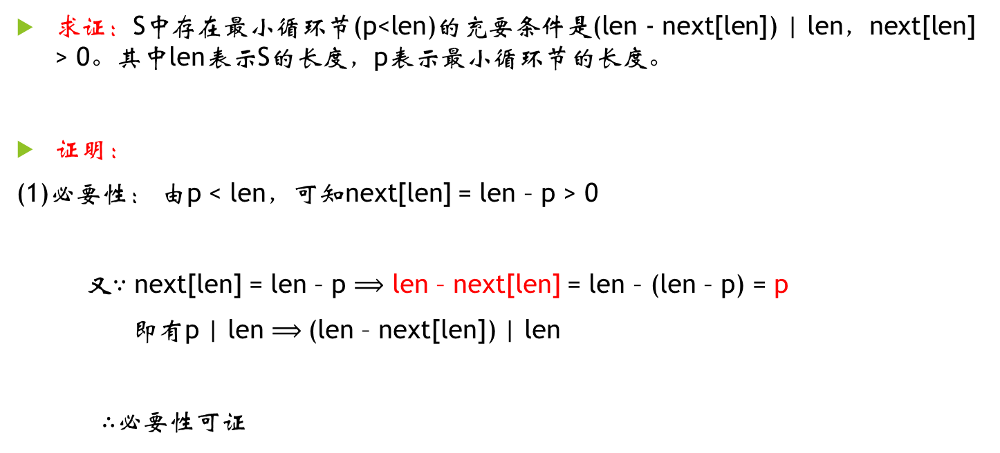 求证：S中存在最小循环节(p<len)的充要条件是(len - next[len]) | len，next[len]
> 0。其中len表示S的长度，p表示最小循环节的长度。
证明：
(1)必要性： 由p < len，可知next[len] = len – p > 0
又∵ next[len] = len – p ⟹ len – next[len] = len – (len – p) = p
即有p | len ⟹ (len – next[len]) | len
∴必要性可证